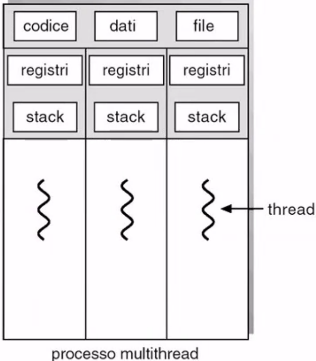 codice dati file
registri registri registri
stack stack stack
thread
processo multithread